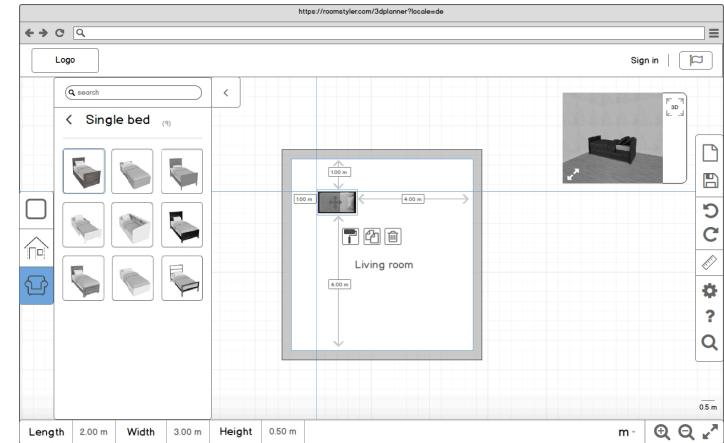 https://roomstyler.com/3dplanner?locale=de
Logo
Sign in
search
Single bed (9)
3D
1.00 m
1.00 m
4.00 m
Living room
6.00 m
?
0.5 m
Length 2.00 m Width 3.00 m Height 0.50 m
m